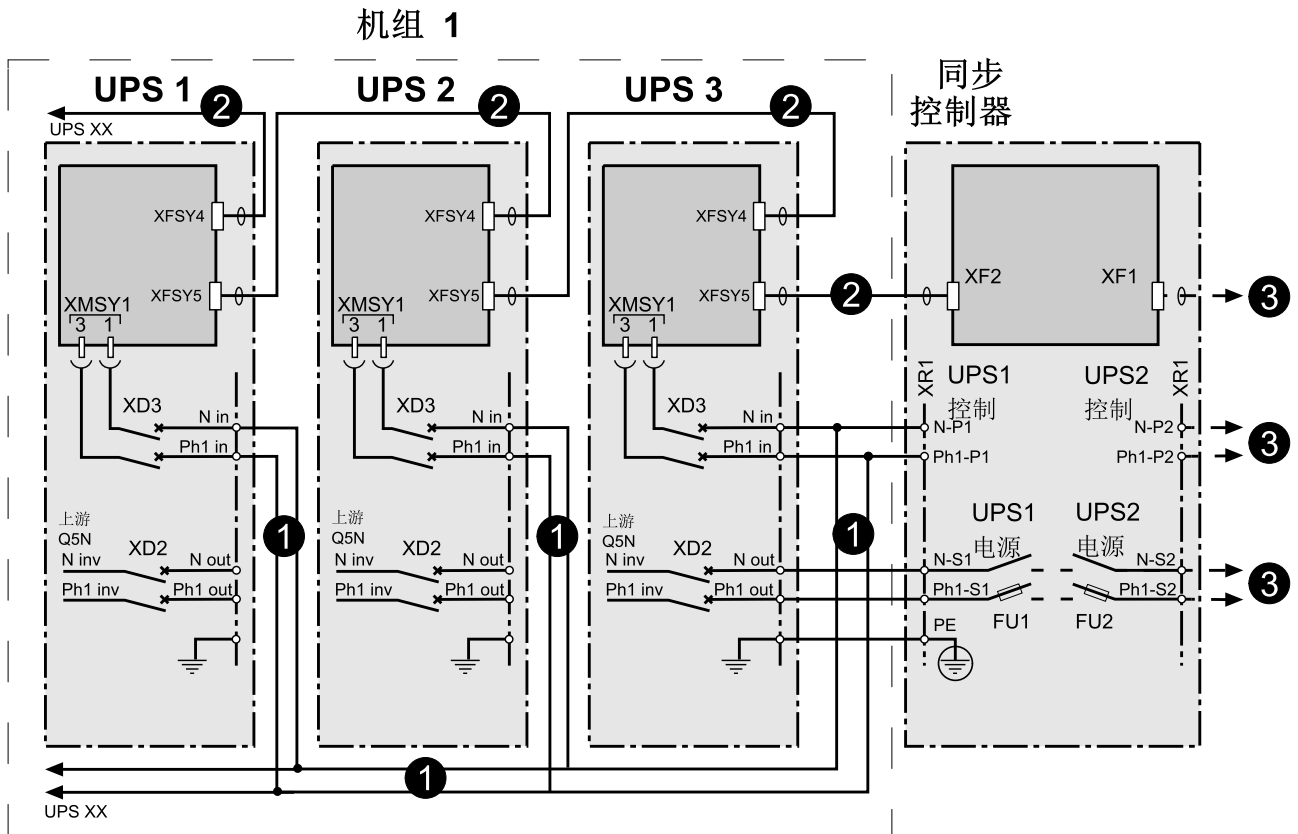 机组 1
UPS 1
2
UPS 2
2
UPS 3
2
同步
控制器
UPS XX
XFSY4
XFSY5
XMSY1
3 1
XFSY4
XFSY5
XMSY1
3 1
XFSY4
XFSY5
XMSY1
3 1
2
XF2
XF1
3
XD3
N in
Ph1 in
XD3
N in
Ph1 in
XD3
N in
Ph1 in
XR1
UPS1
控制
N-P1
Ph1-P1
UPS2
控制
XR1
N-P2
Ph1-P2
3
上游
Q5N
N inv
XD2
N out
Ph1 inv
Ph1 out
1
上游
Q5N
N inv
XD2
N out
Ph1 inv
Ph1 out
1
上游
Q5N
N inv
XD2
N out
Ph1 inv
Ph1 out
1
UPS1
电源
UPS2
电源
N-S1
N-S2
Ph1-S1
Ph1-S2
3
FU1
FU2
PE
1
UPS XX